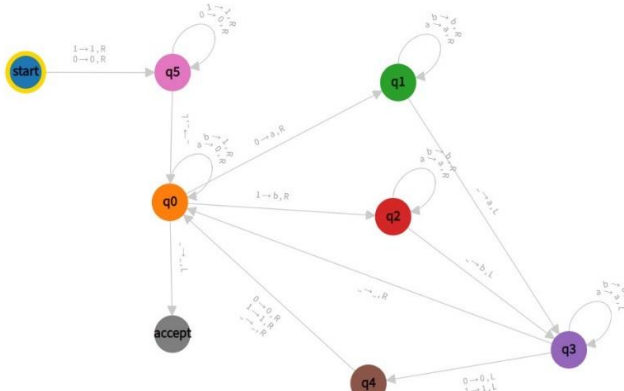 1→1,R
0→0,R
start
1→1,R
0→0,R
q5
b→b,R
a→a,R
q1
b→1,R
a→0,R
0→a,R
q0
1→b,R
b→b,R
a→a,R
q2
_→a,L
_→b,L
_→_,L
_→_,R
accept
0→0,R
1→1,R
_→_,R
a→a,L
q3
0→0,L
1→1,L
q4